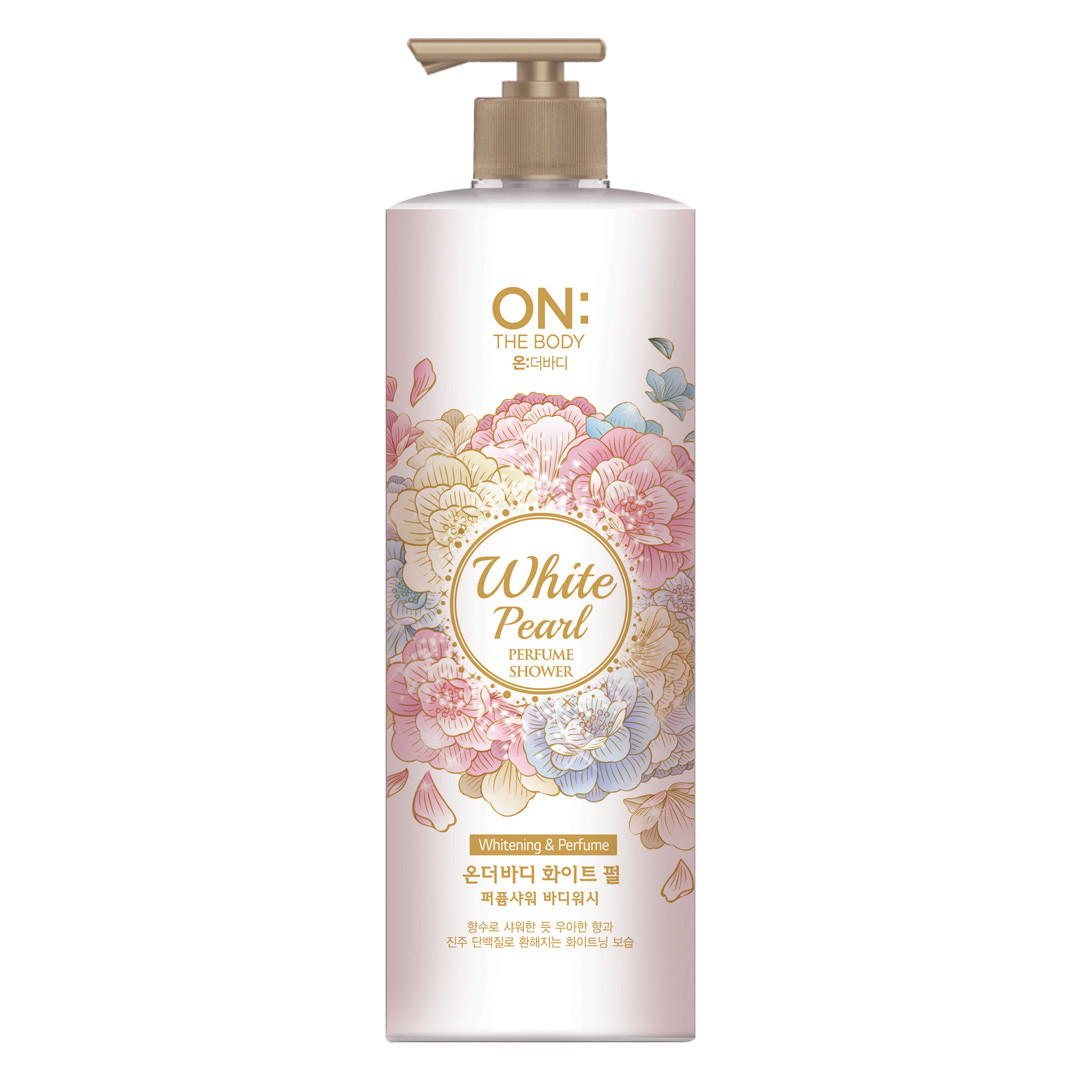 ON:
THE BODY
온:더바디
White
Pearl
PERFUME
SHOWER
Whitening & Perfume
온더바디 화이트 펄
퍼퓸샤워 바디워시
향수로 샤워한 듯 우아한 향과
진주 단백질로 환해지는 화이트닝 보습